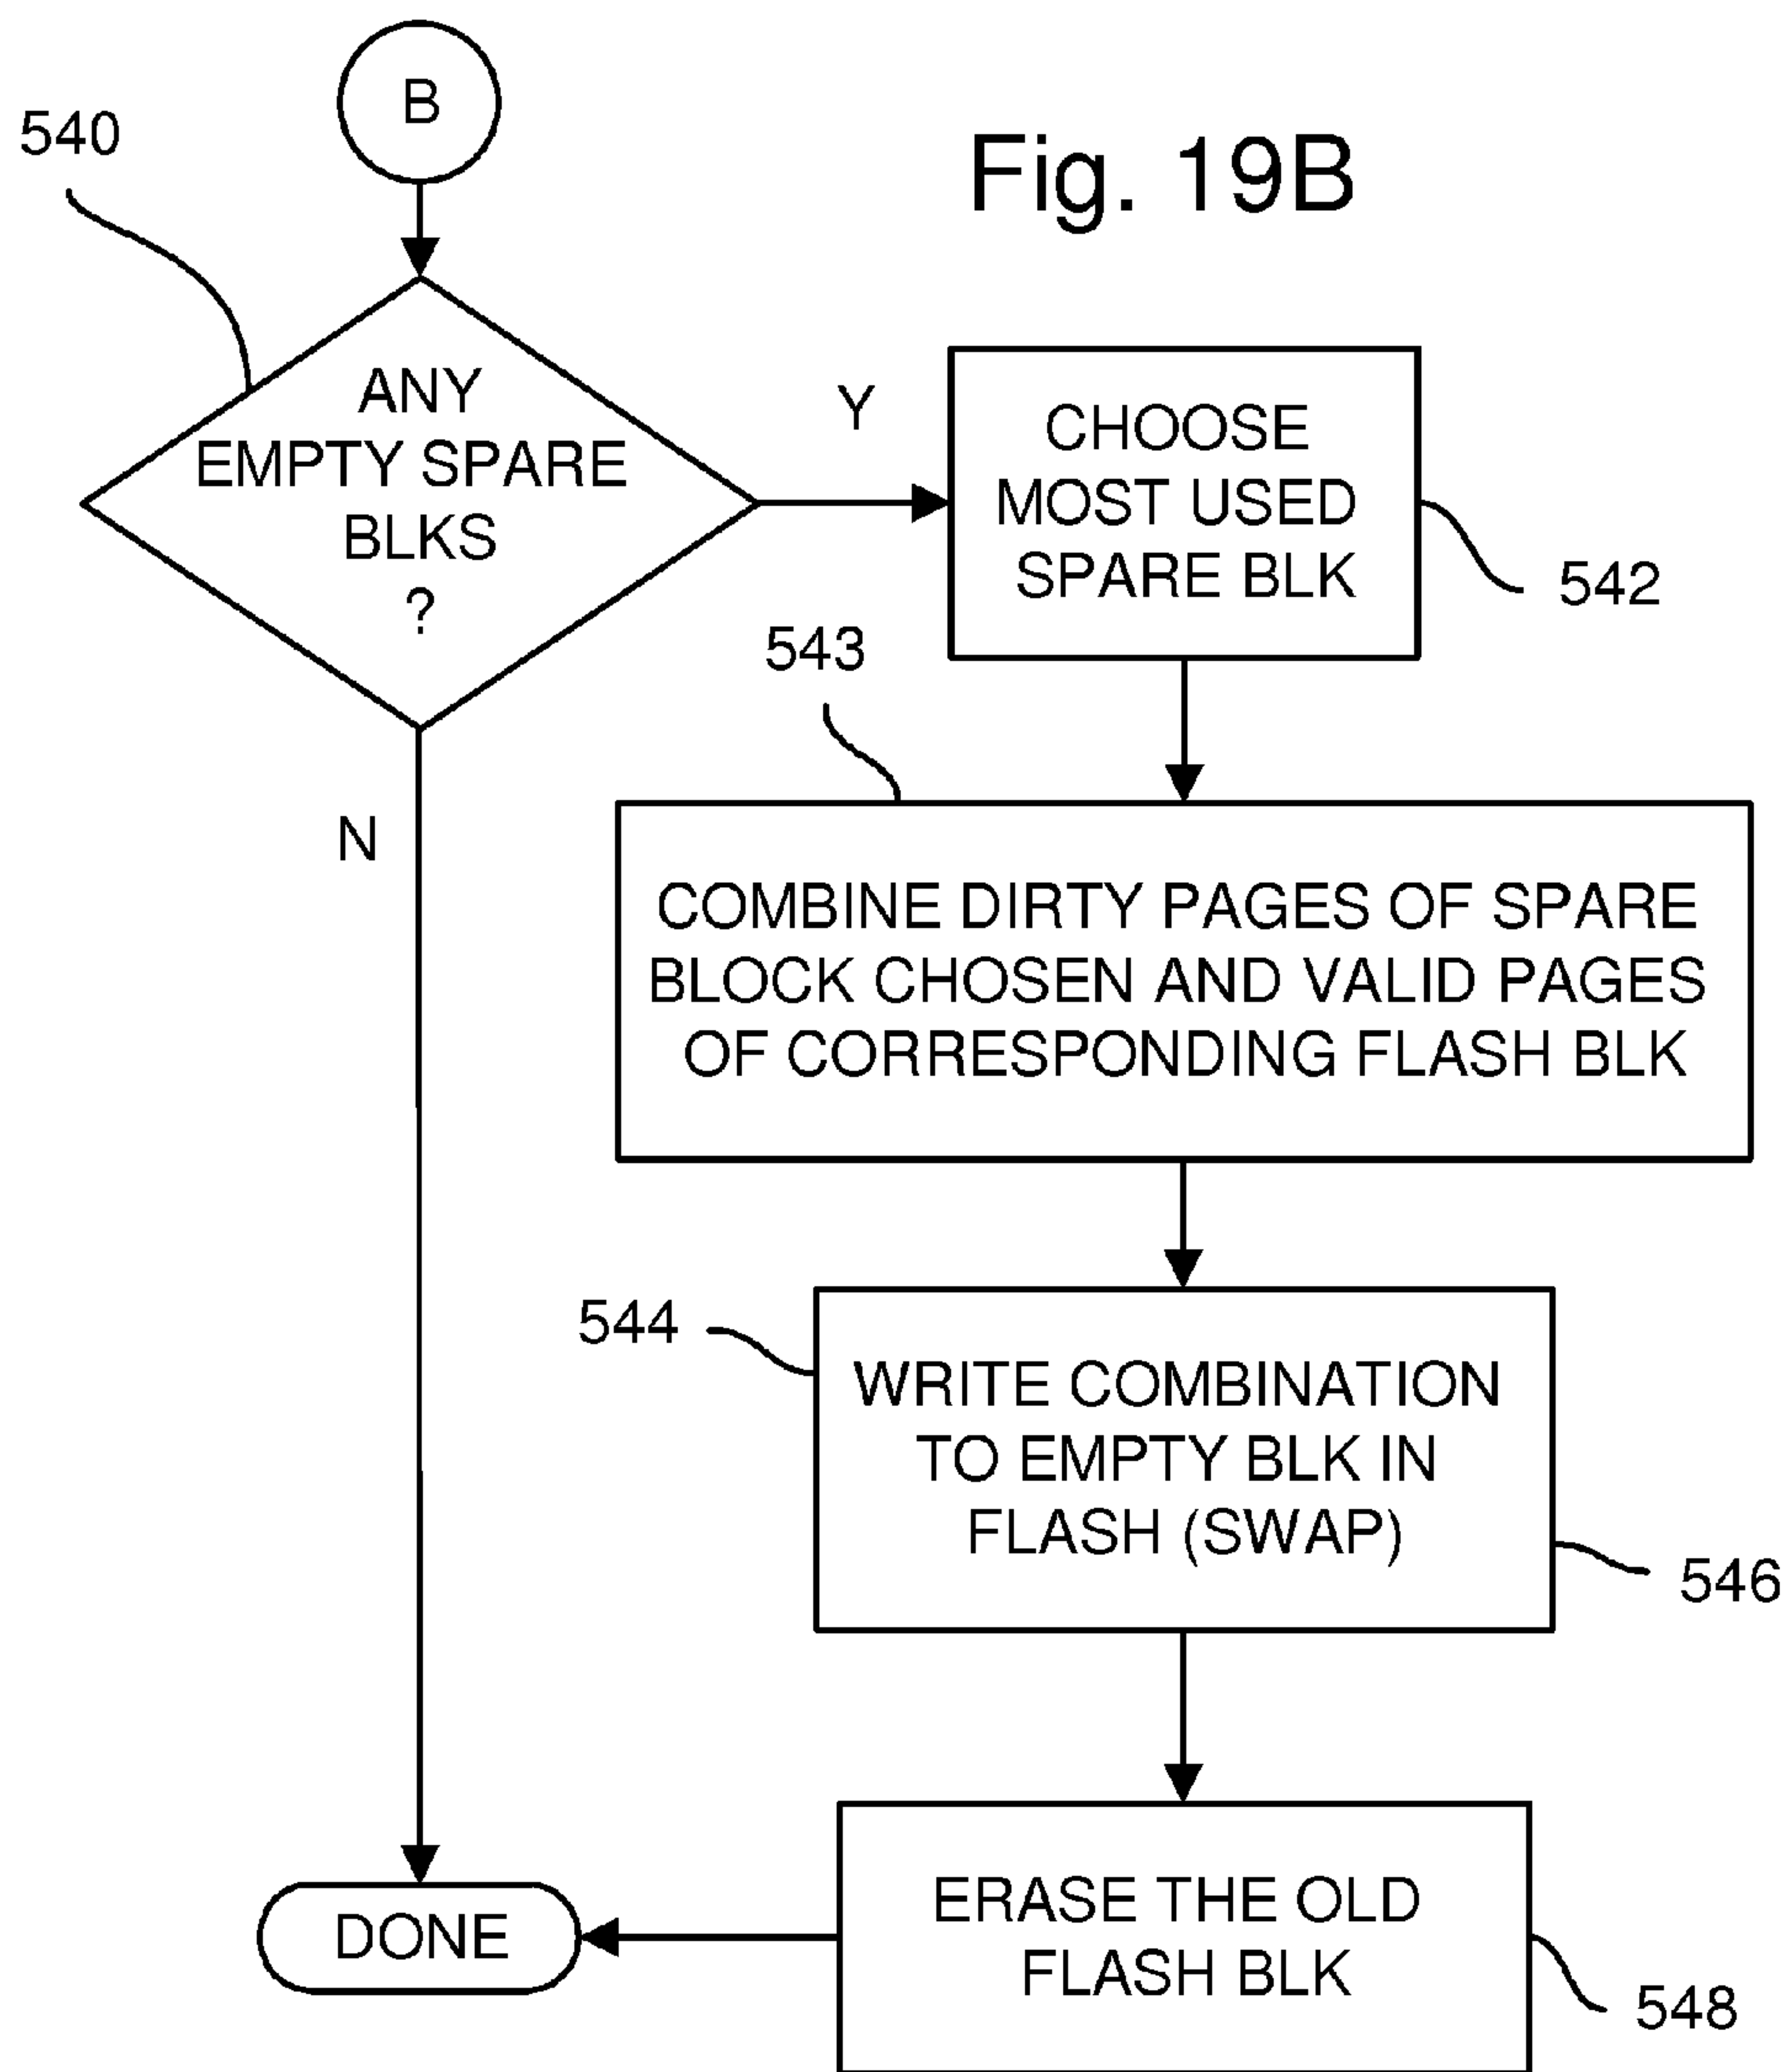 B
540
Fig. 19B
ANY
EMPTY SPARE
BLKS
?
Y
CHOOSE
MOST USED
SPARE BLK
542
543
N
COMBINE DIRTY PAGES OF SPARE
BLOCK CHOSEN AND VALID PAGES
OF CORRESPONDING FLASH BLK
544
WRITE COMBINATION
TO EMPTY BLK IN
FLASH (SWAP)
546
ERASE THE OLD
FLASH BLK
DONE
548